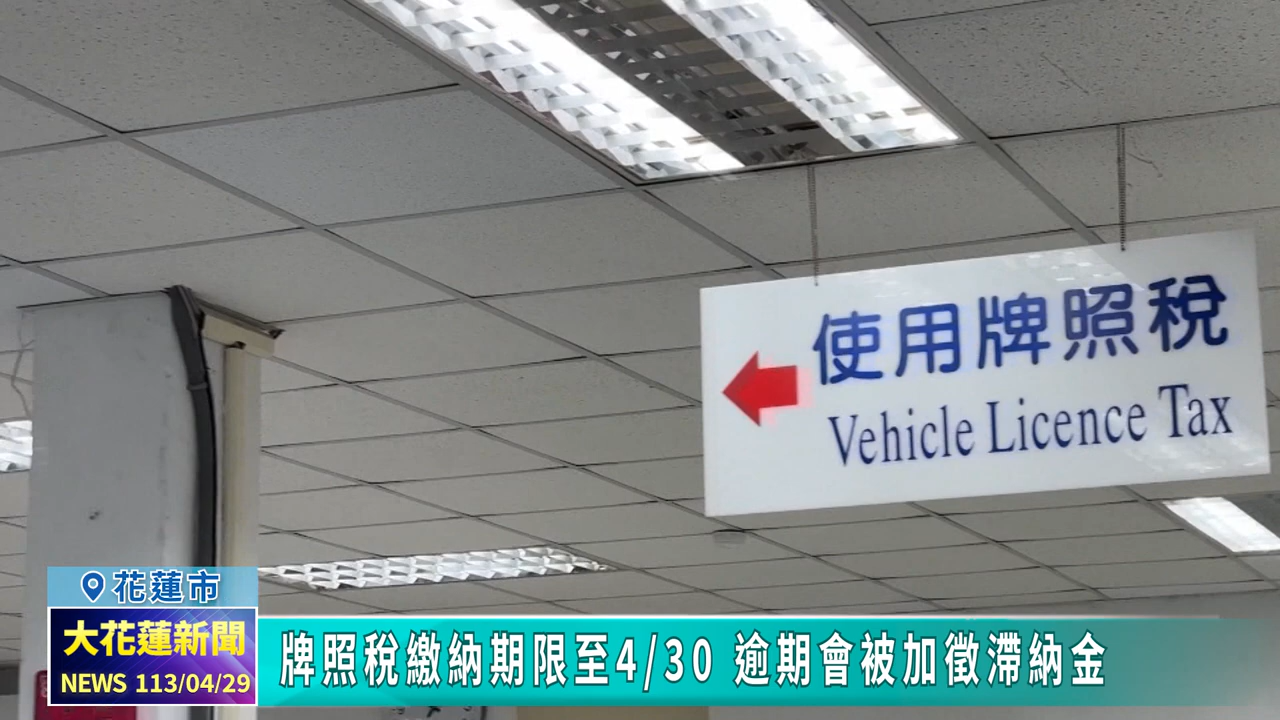 使用牌照稅
Vehicle Licence Tax
花蓮市
大花蓮新聞
NEWS 113/04/29
牌照稅繳納期限至4/30 逾期會被加徵滯納金